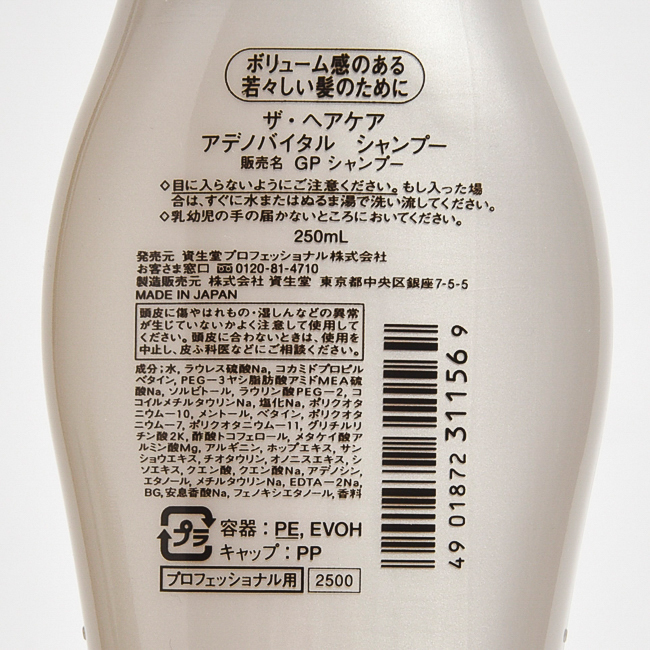 ボリューム感のある
若々しい髪のために
ザ・ヘアケア
アデノバイタル シャンプー
販売名 GP シャンプー
◇目に入らないようにご注意ください。もし入った場
合は、すぐに水またはぬるま湯で洗い流してください。
◇乳幼児の手の届かないところにおいてください。
250mL
発売元 資生堂プロフェッショナル株式会社
お客さま窓口 0120-81-4710
製造販売元 株式会社 資生堂 東京都中央区銀座7-5-5
MADE IN JAPAN
頭皮に傷やはれもの・湿しんなどの異常
が生じていないかよく注意して使用して
ください。頭皮に合わないときは、使用を
中止し、皮ふ科医などにご相談ください。
成分;水、ラウレス硫酸Na、コカミドプロピル
ベタイン、PEG-3ヤシ脂肪酸アミドMEA硫
酸Na、ソルビトール、ラウリン酸PEG-2、コ
コイルメチルタウリンNa、塩化Na、ポリクオタ
ニウム-10、メントール、ベタイン、ポリクオタ
ニウム-7、ポリクオタニウム-11、グリチルリ
チン酸2K、酢酸トコフェロール、メタケイ酸ア
ルミン酸Mg、アルギニン、ホップエキス、サン
ショウエキス、チオタウリン、オノニスエキス、シ
ソエキス、クエン酸、クエン酸Na、アデノシン、
エタノール、メチルタウリンNa、EDTA-2Na、
BG、安息香酸Na、フェノキシエタノール、香料
プラ
容器:PE, EVOH
キャップ:PP
プロフェッショナル用 2500
4 901872 311569